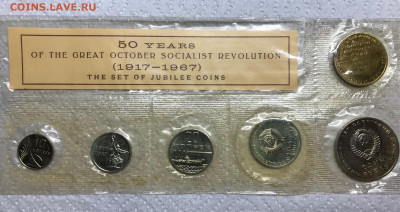 COINS.LAVE.RU
50 YEARS
OF THE GREAT OCTOBER SOCIALIST REVOLUTION
(1917-1967)
THE SET OF JUBILEE COINS